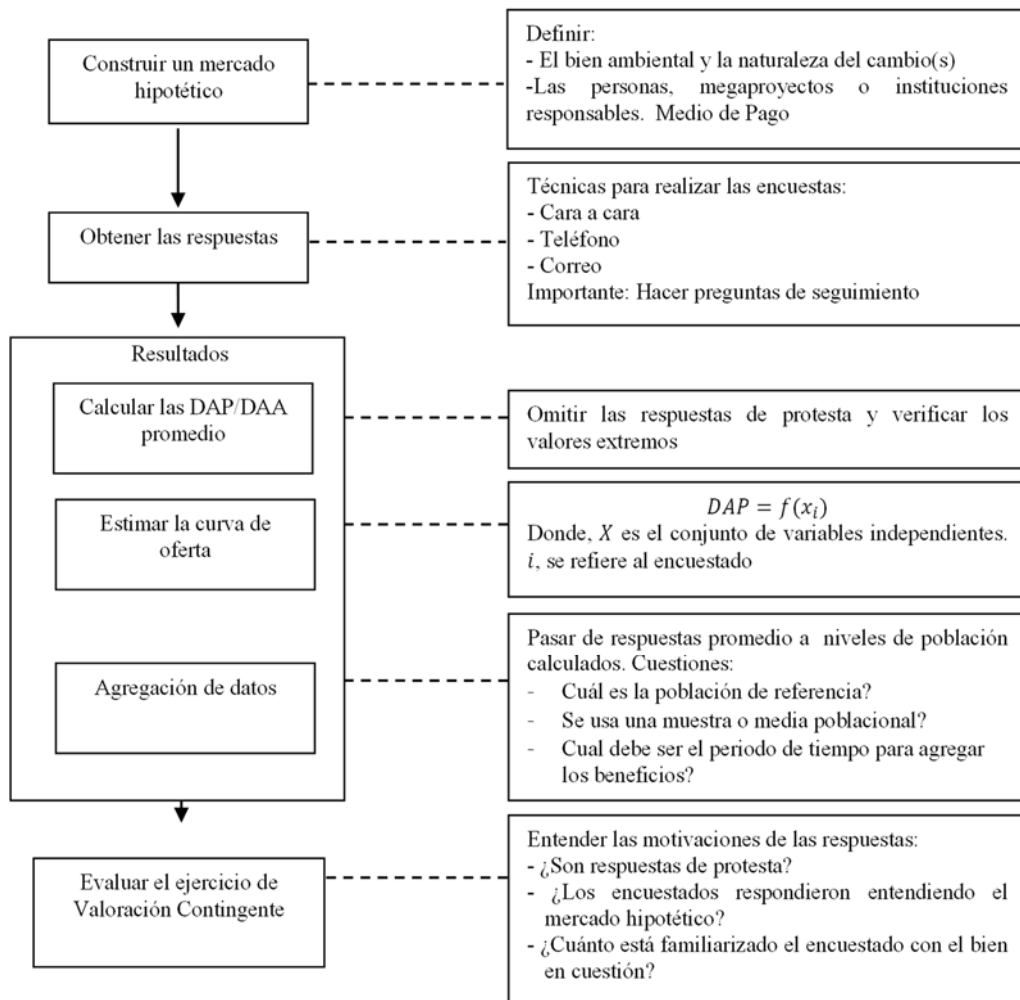 Construir un mercado
hipotético
Definir:
- El bien ambiental y la naturaleza del cambio(s)
-Las personas, megaproyectos o instituciones
responsables. Medio de Pago
Obtener las respuestas
Técnicas para realizar las encuestas:
- Cara a cara
- Teléfono
- Correo
Importante: Hacer preguntas de seguimiento
Resultados
Calcular las DAP/DAA
promedio
Omitir las respuestas de protesta y verificar los
valores extremos
Estimar la curva de
oferta
DAP = f(x_i)
Donde, X es el conjunto de variables independientes.
i, se refiere al encuestado
Agregación de datos
Pasar de respuestas promedio a niveles de población
calculados. Cuestiones:
- Cuál es la población de referencia?
- Se usa una muestra o media poblacional?
- Cual debe ser el periodo de tiempo para agregar
los beneficios?
Evaluar el ejercicio de
Valoración Contingente
Entender las motivaciones de las respuestas:
- ¿Son respuestas de protesta?
- ¿Los encuestados respondieron entendiendo el
mercado hipotético?
- ¿Cuánto está familiarizado el encuestado con el bien
en cuestión?